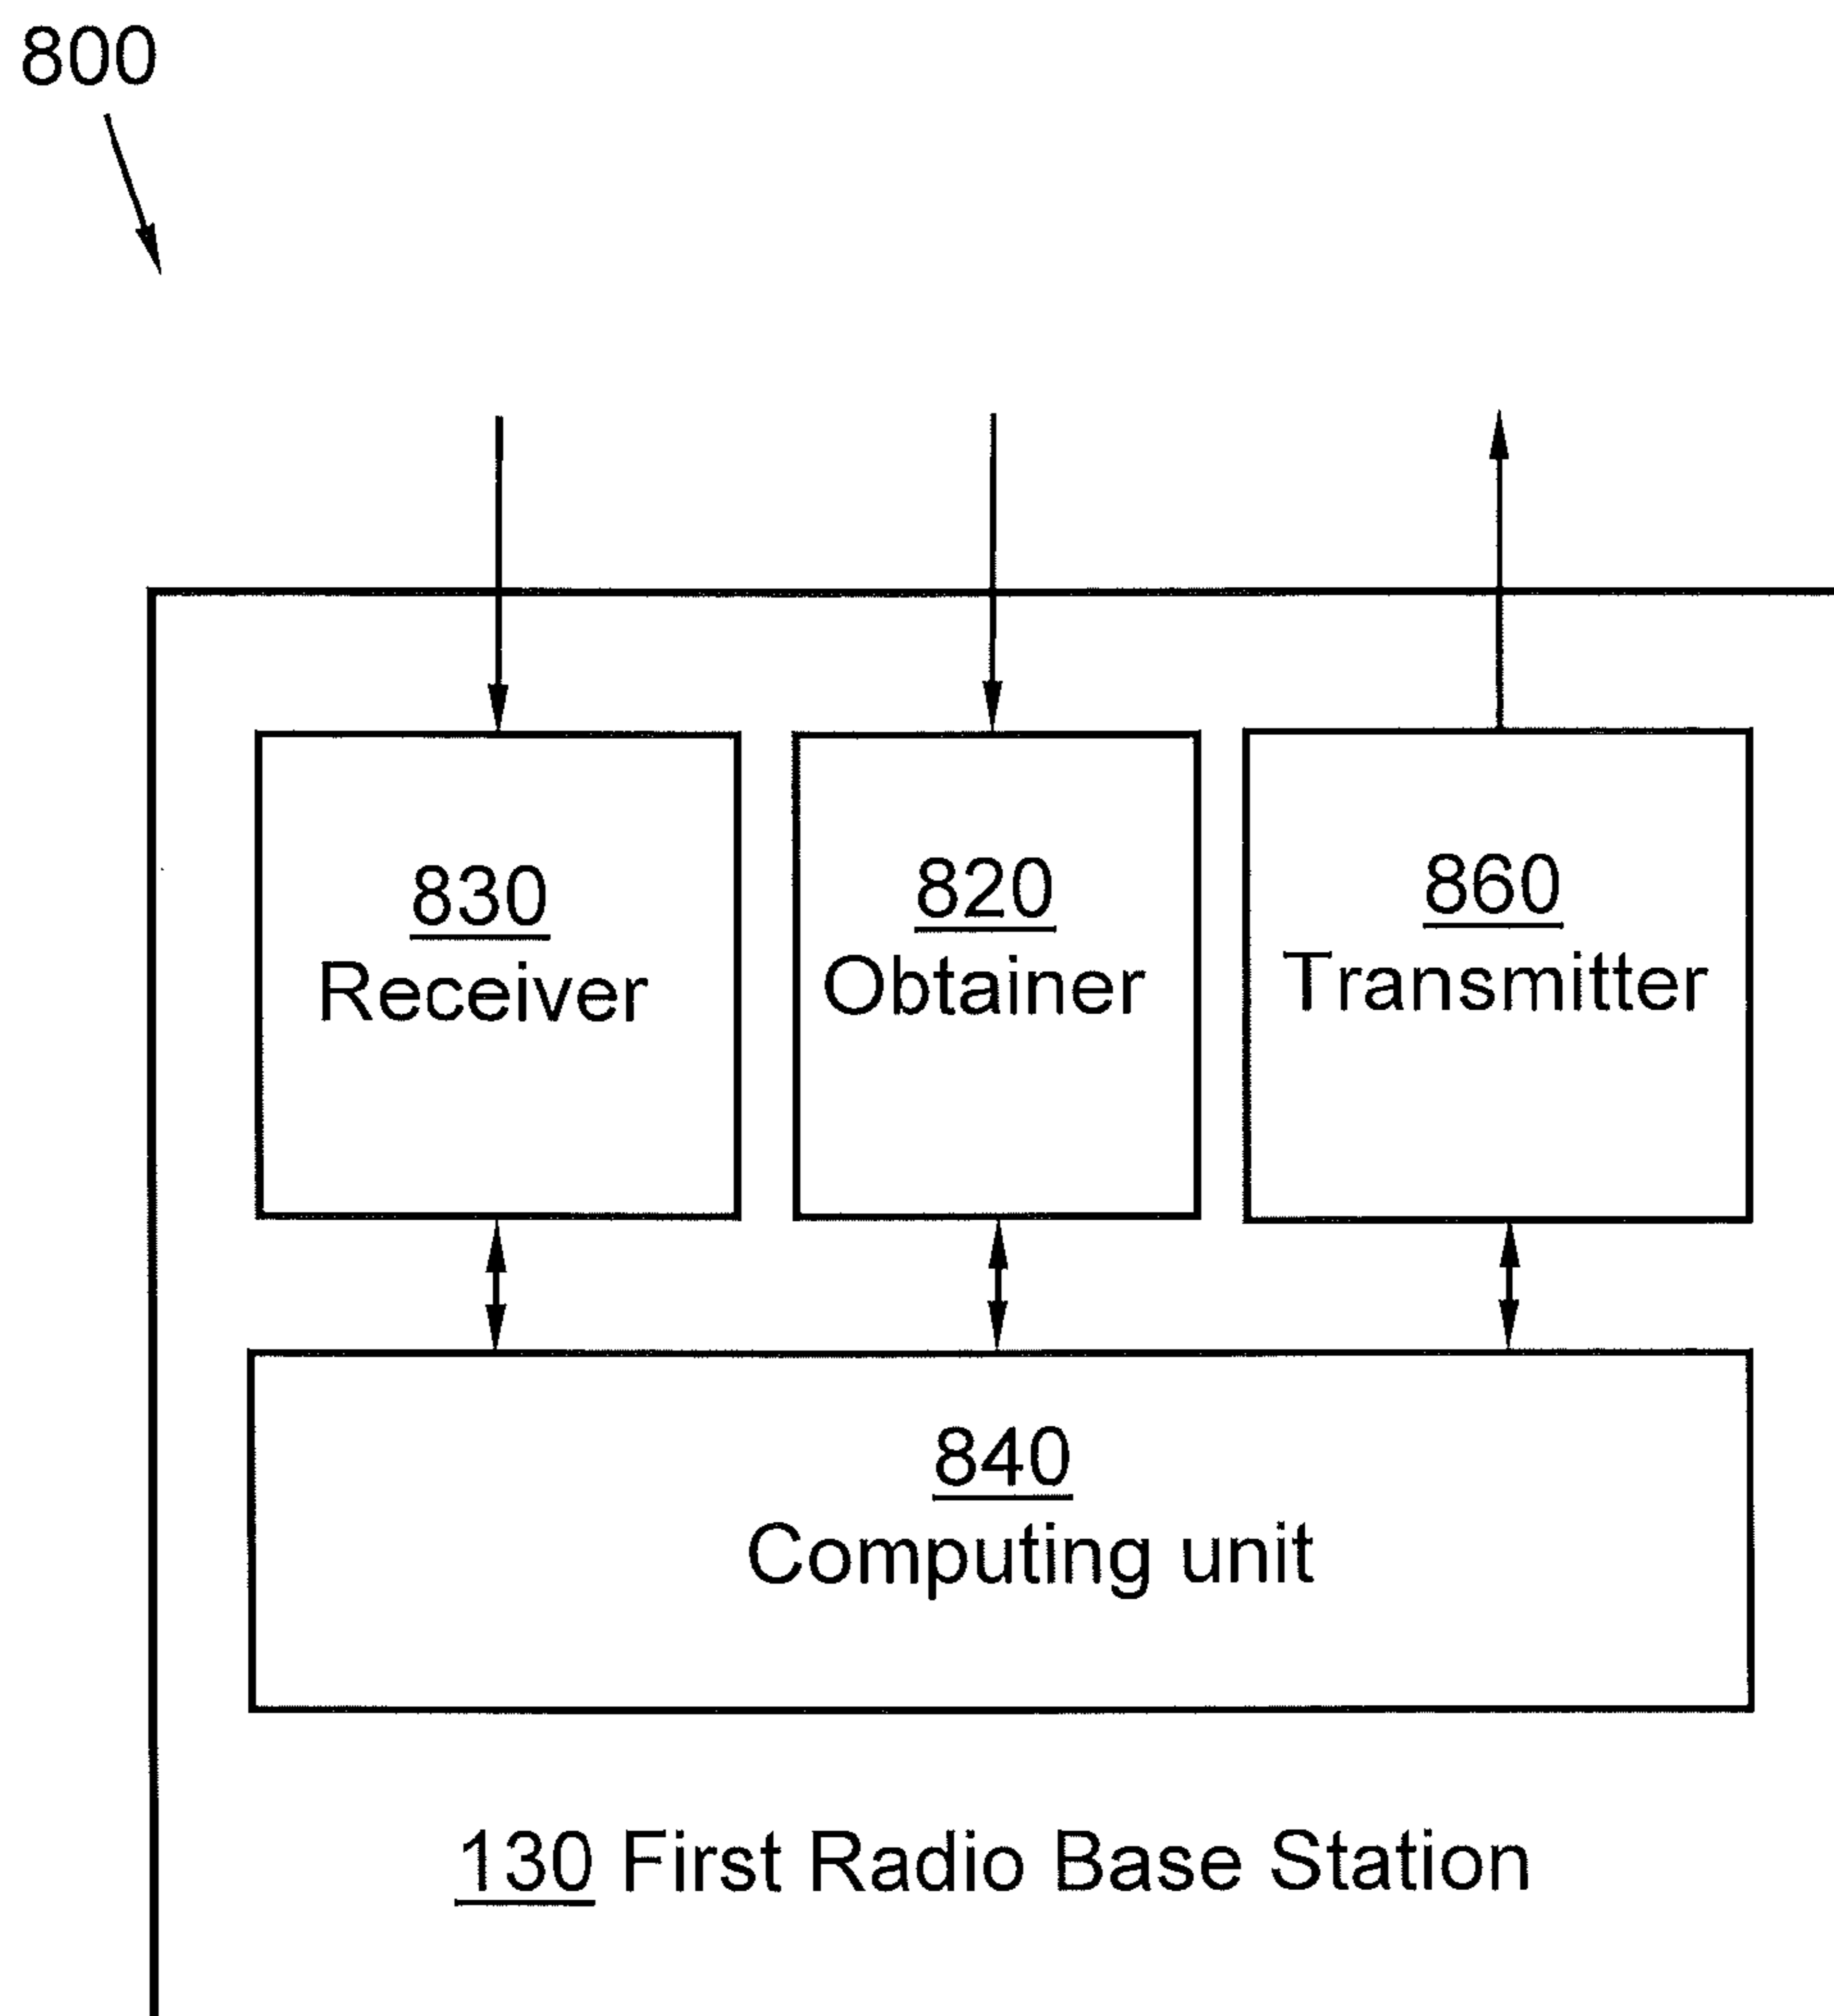 800
830
Receiver
820
Obtainer
860
Transmitter
840
Computing unit
130 First Radio Base Station